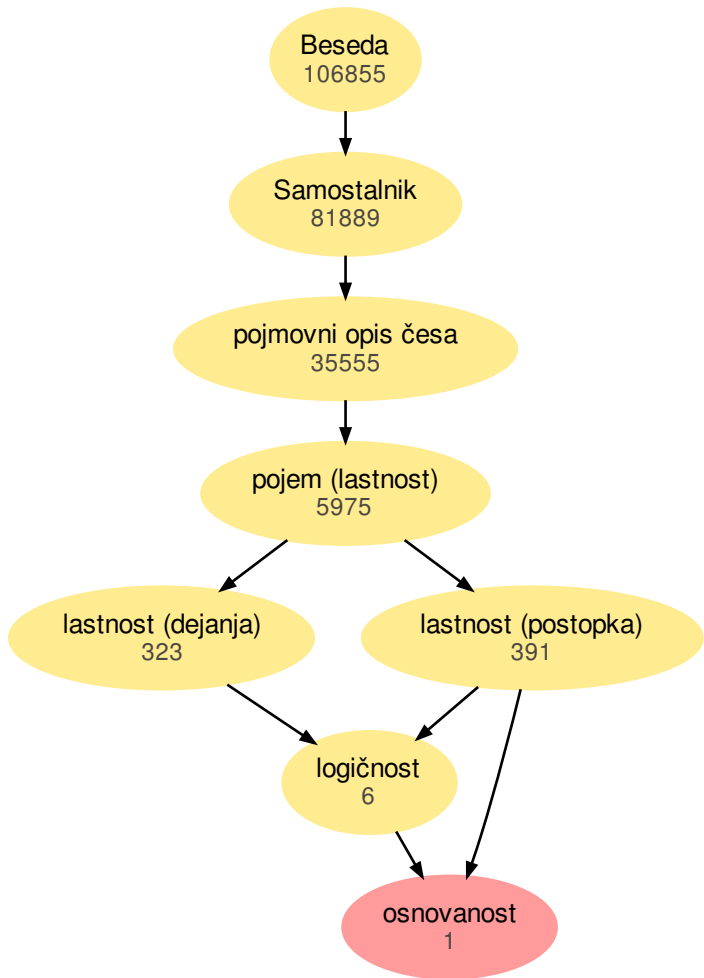 Beseda
106855
Samostalnik
81889
pojmovni opis česa
35555
pojem (lastnost)
5975
lastnost (dejanja)
323
lastnost (postopka)
391
logičnost
6
osnovanost
1